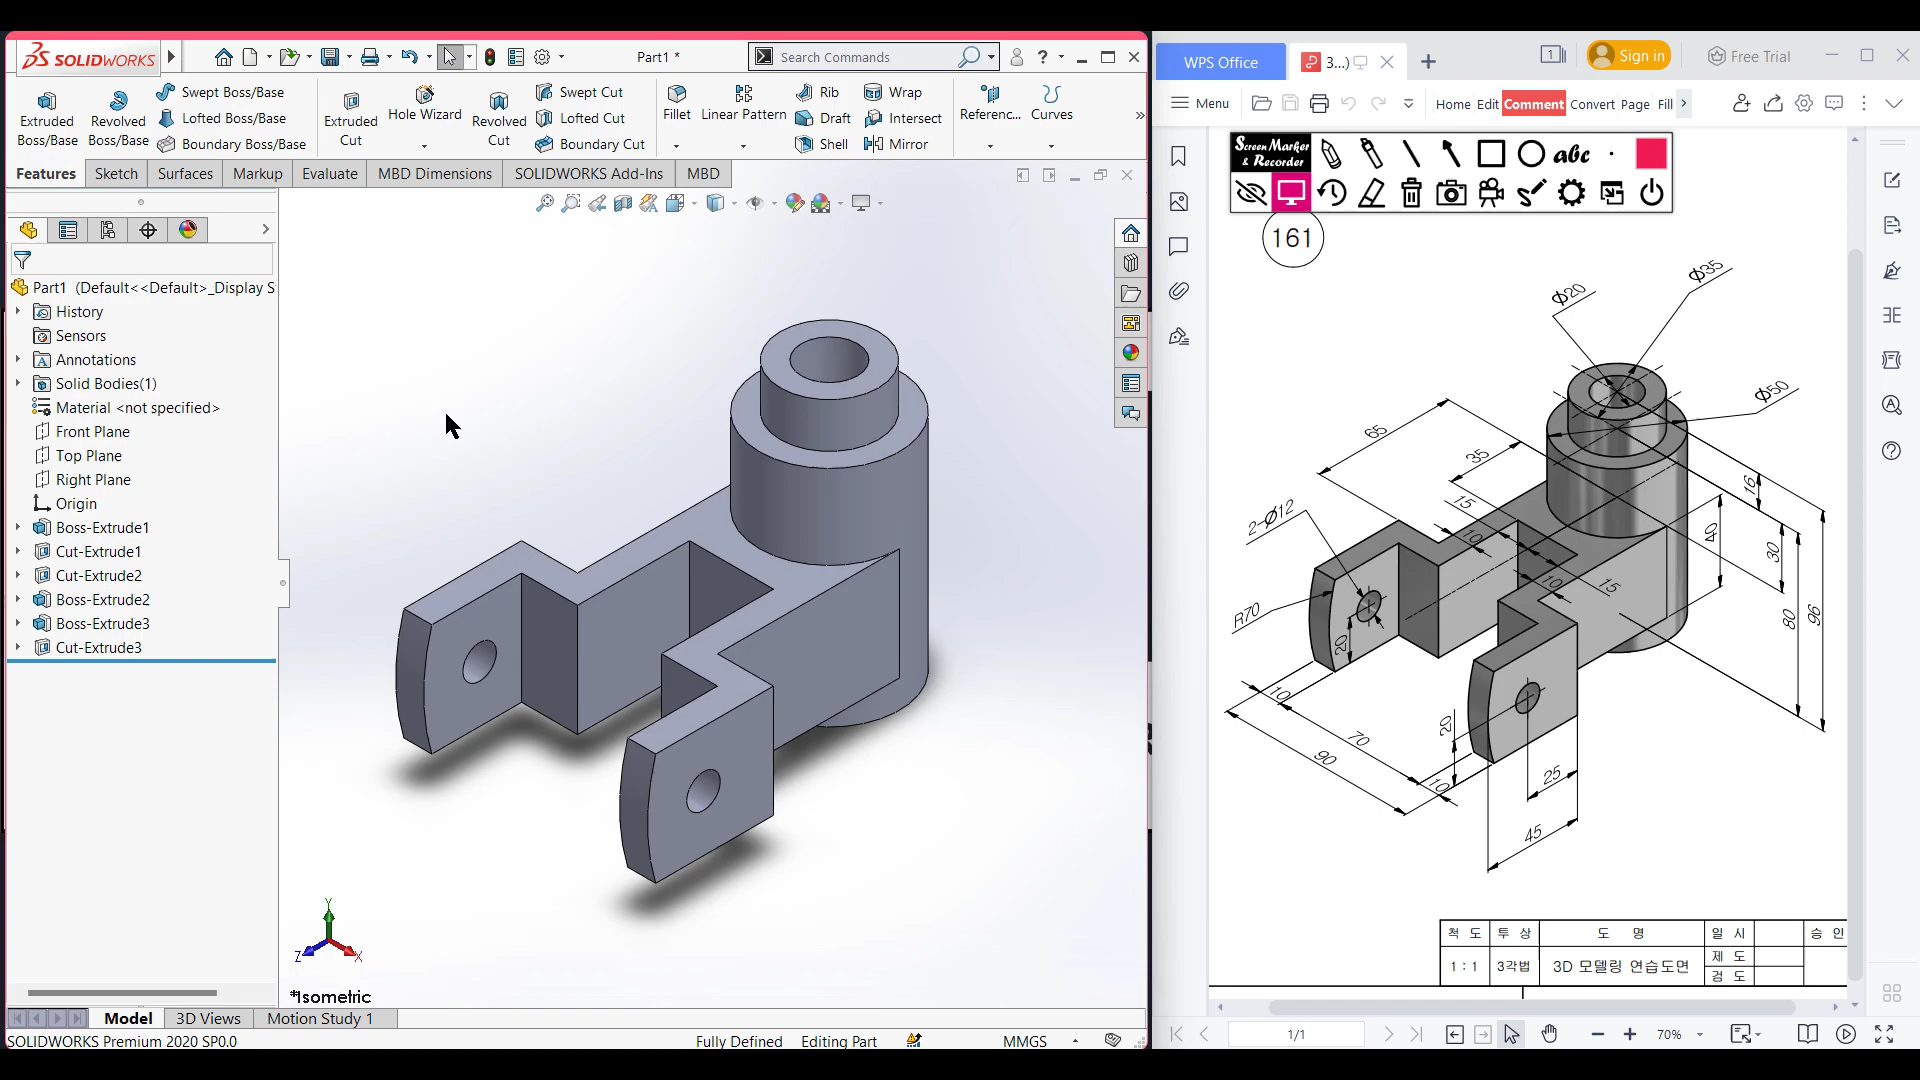 SOLIDWORKS
Part1 *
Search Commands
?
Extruded Boss/Base
Revolved Boss/Base
Swept Boss/Base
Lofted Boss/Base
Boundary Boss/Base
Extruded Cut
Hole Wizard
Revolved Cut
Swept Cut
Lofted Cut
Boundary Cut
Fillet
Linear Pattern
Rib
Draft
Shell
Wrap
Intersect
Mirror
Referenc...
Curves
»
Features
Sketch
Surfaces
Markup
Evaluate
MBD Dimensions
SOLIDWORKS Add-Ins
MBD
Part1 (Default<<Default>_Display S
History
Sensors
Annotations
Solid Bodies(1)
Material <not specified>
Front Plane
Top Plane
Right Plane
Origin
Boss-Extrude1
Cut-Extrude1
Cut-Extrude2
Boss-Extrude2
Boss-Extrude3
Cut-Extrude3
Y
Z
X
*Isometric
Model
3D Views
Motion Study 1
SOLIDWORKS Premium 2020 SP0.0
Fully Defined
Editing Part
MMGS
WPS Office
3...)
1
Sign in
Free Trial
Menu
Home
Edit
Comment
Convert
Page
Fill
Screen Marker & Recorder
abc
161
Φ20
Φ35
Φ50
65
35
15
10
2-Φ12
16
40
30
80
96
10
15
R70
20
10
70
90
20
10
25
45
척 도
투 상
도 명
일 시
승 인
1 : 1
3각법
3D 모델링 연습도면
제 도
검 도
1/1
70%